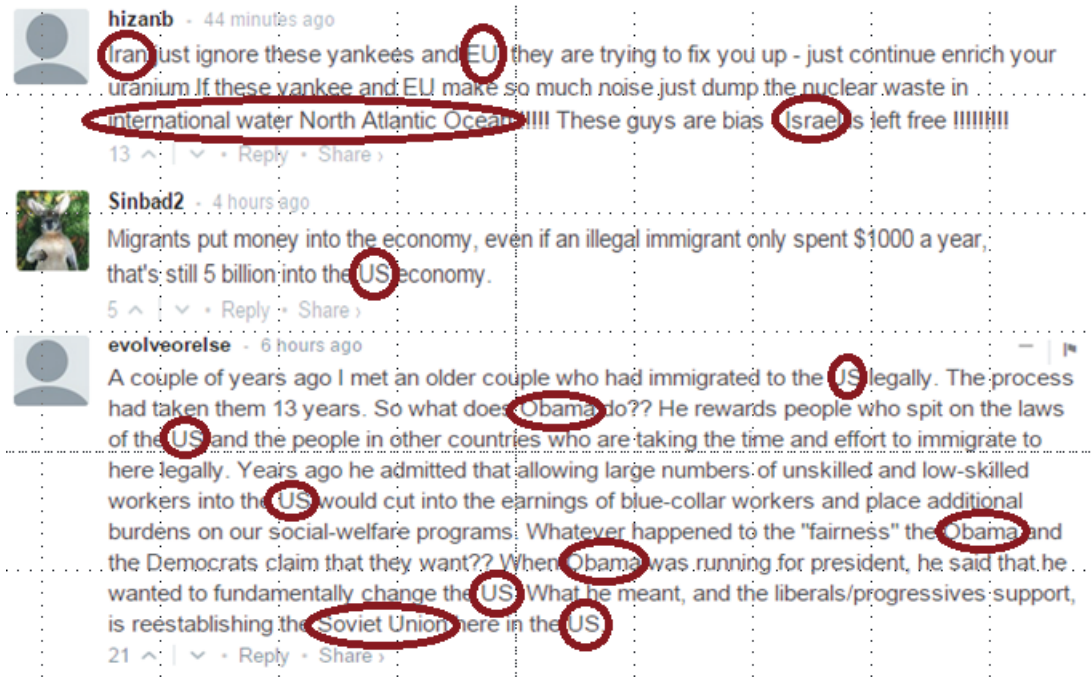 hizanb · 44 minutes ago
Iran just ignore these yankees and EU they are trying to fix you up - just continue enrich your
uranium.If these yankee and EU make so much noise just dump the nuclear waste in
international water North Atlantic Ocean !!!!! These guys are bias Israel is left free !!!!!!!!!
13 · Reply · Share ›
Sinbad2 · 4 hours ago
Migrants put money into the economy, even if an illegal immigrant only spent $1000 a year,
that's still 5 billion into the US economy.
5 · Reply · Share ›
evolveorelse · 6 hours ago
A couple of years ago I met an older couple who had immigrated to the US legally. The process
had taken them 13 years. So what does Obama do?? He rewards people who spit on the laws
of the US and the people in other countries who are taking the time and effort to immigrate to
here legally. Years ago he admitted that allowing large numbers of unskilled and low-skilled
workers into the US would cut into the earnings of blue-collar workers and place additional
burdens on our social-welfare programs. Whatever happened to the "fairness" the Obama and
the Democrats claim that they want?? When Obama was running for president, he said that he
wanted to fundamentally change the US. What he meant, and the liberals/progressives support,
is reestablishing the Soviet Union here in the US.
21 · Reply · Share ›